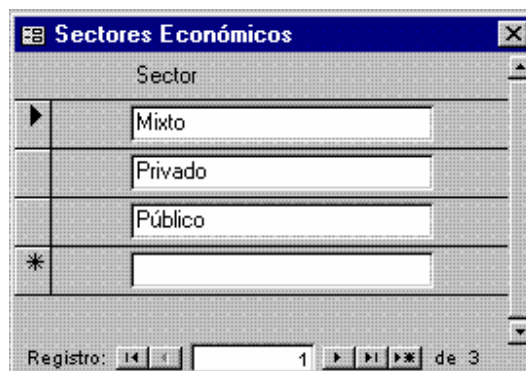 Sectores Económicos
Sector
Mixto
Privado
Público
Registro: 1 de 3